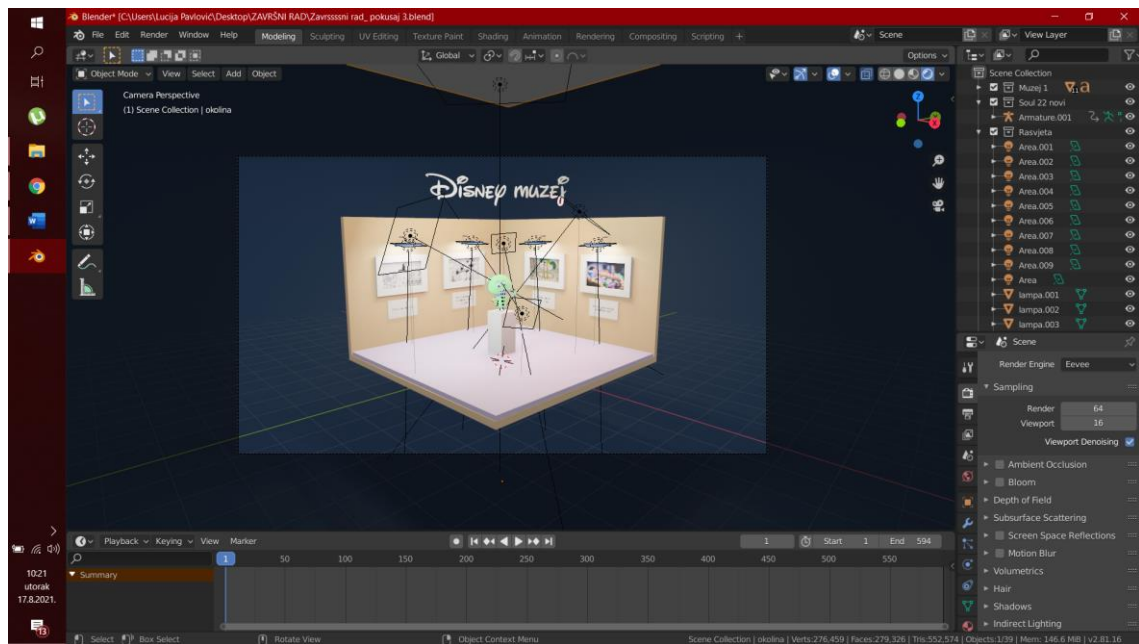 Blender* [C:\Users\Lucija Pavlović\Desktop\ZAVRŠNI RAD\Zavrssssni rad_ pokusaj 3.blend]
File Edit Render Window Help Modeling Sculpting UV Editing Texture Paint Shading Animation Rendering Compositing Scripting + Scene View Layer
Global Options
Object Mode View Select Add Object
Camera Perspective
(1) Scene Collection | okolina
Z
Disney muzej
Scene Collection
Muzej 1
Soul 22 novi
Armature.001
Rasvjeta
Area.001
Area.002
Area.003
Area.004
Area.005
Area.006
Area.007
Area.008
Area.009
Area
lampa.001
lampa.002
lampa.003
Scene
Render Engine Eevee
Sampling
Render 64
Viewport 16
Viewport Denoising
Ambient Occlusion
Bloom
Depth of Field
Subsurface Scattering
Screen Space Reflections
Motion Blur
Volumetrics
Hair
Shadows
Indirect Lighting
Playback Keying View Marker 1 Start 1 End 594
1 50 100 150 200 250 300 350 400 450 500 550
Summary
10:21
utorak
17.8.2021.
13
Select Box Select Rotate View Object Context Menu Scene Collection | okolina | Verts:276,459 | Faces:279,326 | Tris:552,574 | Objects:1/39 | Mem: 146.6 MiB | v2.81.16